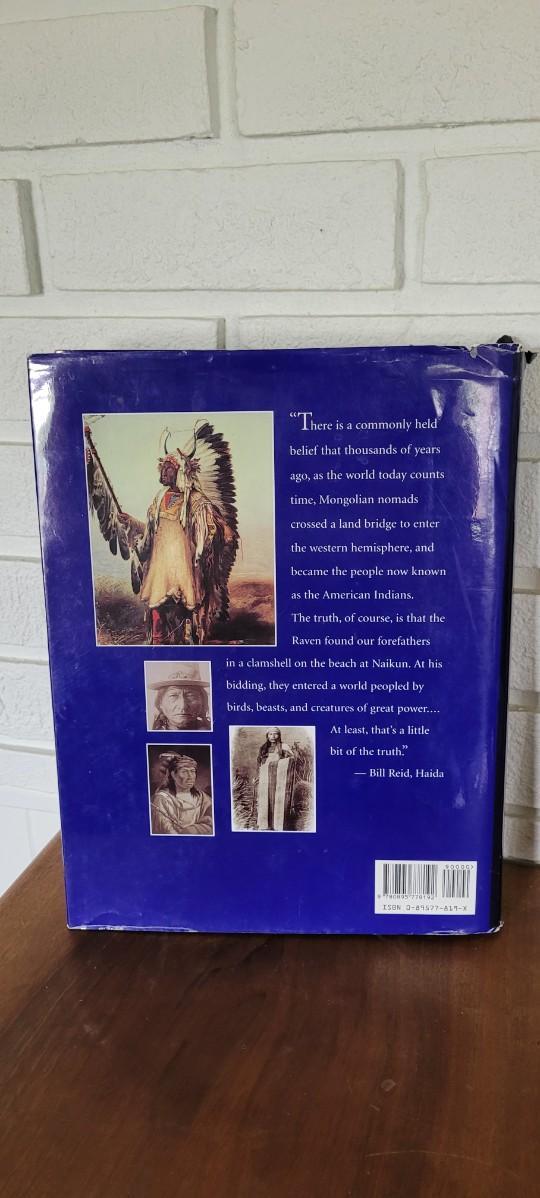 “There is a commonly held
belief that thousands of years
ago, as the world today counts
time, Mongolian nomads
crossed a land bridge to enter
the western hemisphere, and
became the people now known
as the American Indians.
The truth, of course, is that the
Raven found our forefathers
in a clamshell on the beach at Naikun. At his
bidding, they entered a world peopled by
birds, beasts, and creatures of great power....
At least, that's a little
bit of the truth.”
— Bill Reid, Haida
90000>
9 780895 778192
ISBN 0-89577-819-X